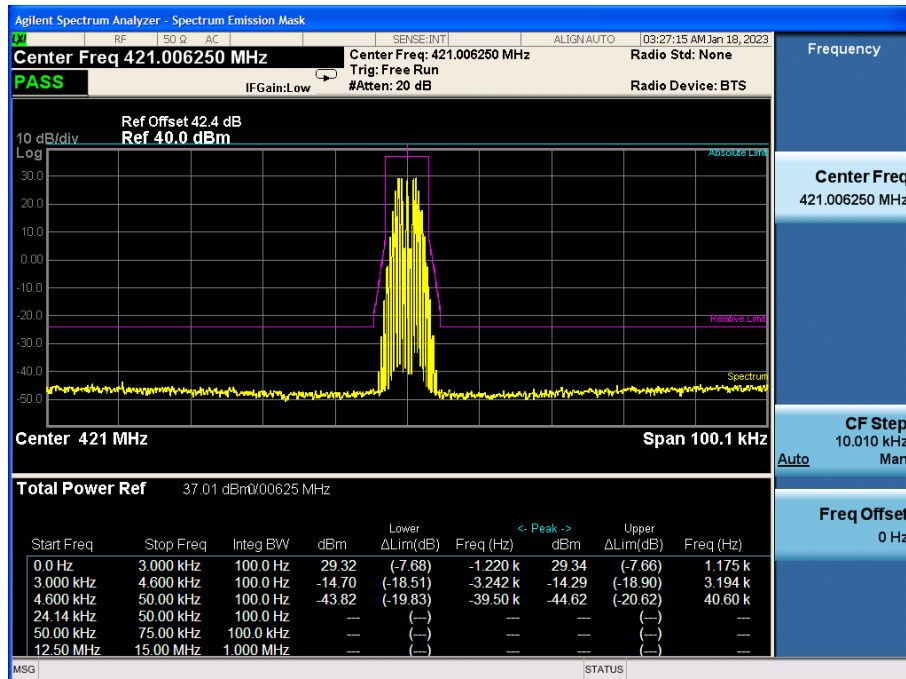 Agilent Spectrum Analyzer - Spectrum Emission Mask
LXI RF 50 Ω AC SENSE:INT ALIGN AUTO 03:27:15 AM Jan 18, 2023
Center Freq 421.006250 MHz
Center Freq: 421.006250 MHz
Radio Std: None
Trig: Free Run
PASS
IFGain:Low
#Atten: 20 dB
Radio Device: BTS
Ref Offset 42.4 dB
10 dB/div Ref 40.0 dBm
Log
Absolute Limit
30.0
20.0
10.0
0.00
-10.0
-20.0
Relative Limit
-30.0
-40.0
Spectrum
-50.0
Center 421 MHz Span 100.1 kHz
Total Power Ref 37.01 dBm/0.00625 MHz
Lower <- Peak -> Upper
Start Freq Stop Freq Integ BW dBm ΔLim(dB) Freq (Hz) dBm ΔLim(dB) Freq (Hz)
0.0 Hz 3.000 kHz 100.0 Hz 29.32 (-7.68) -1.220 k 29.34 (-7.66) 1.175 k
3.000 kHz 4.600 kHz 100.0 Hz -14.70 (-18.51) -3.242 k -14.29 (-18.90) 3.194 k
4.600 kHz 50.00 kHz 100.0 Hz -43.82 (-19.83) -39.50 k -44.62 (-20.62) 40.60 k
24.14 kHz 50.00 kHz 100.0 Hz --- (---) --- --- (---) ---
50.00 kHz 75.00 kHz 100.0 kHz --- (---) --- --- (---) ---
12.50 MHz 15.00 MHz 1.000 MHz --- (---) --- --- (---) ---
MSG STATUS
Frequency
Center Freq
421.006250 MHz
CF Step
10.010 kHz
Auto Man
Freq Offset
0 Hz